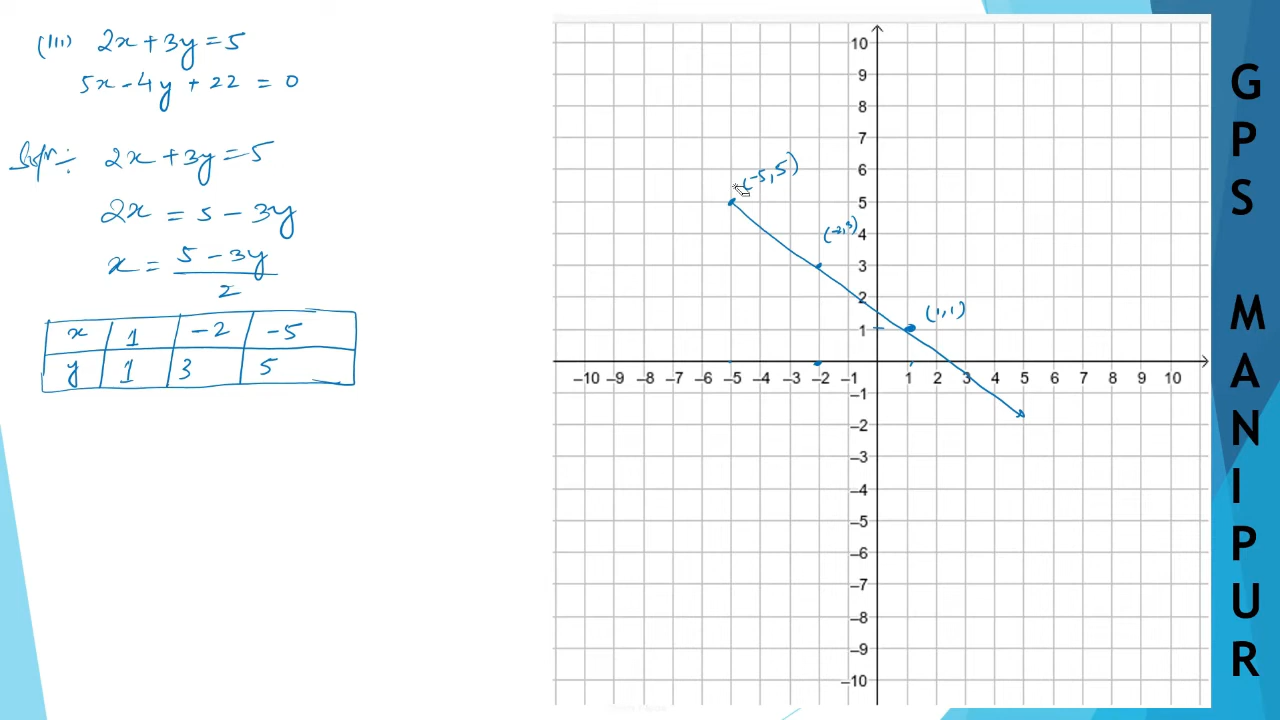 (III) 2x + 3y = 5
5x - 4y + 22 = 0
Soln:- 2x + 3y = 5
2x = 5 - 3y
x = 5 - 3y
2
x 1 -2 -5
y 1 3 5
10
9
8
7
6
5
4
3
2
1
(-5, 5)
(-2, 3)
(1, 1)
–10 –9 –8 –7 –6 –5 –4 –3 –2 –1 1 2 3 4 5 6 7 8 9 10
–1
–2
–3
–4
–5
–6
–7
–8
–9
–10
G
P
S
M
A
N
I
P
U
R